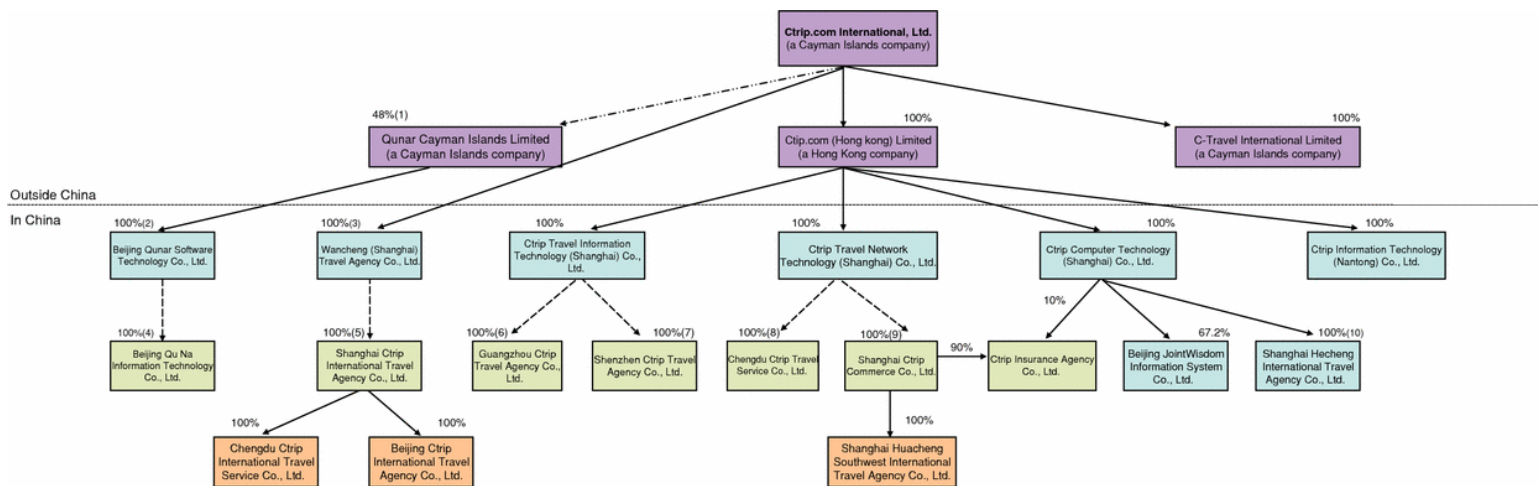 Ctrip.com International, Ltd.
(a Cayman Islands company)
48%(1)
Qunar Cayman Islands Limited
(a Cayman Islands company)
100%
Ctip.com (Hong kong) Limited
(a Hong Kong company)
100%
C-Travel International Limited
(a Cayman Islands company)
Outside China
In China
100%(2)
Beijing Qunar Software
Technology Co., Ltd.
100%(3)
Wancheng (Shanghai)
Travel Agency Co., Ltd.
100%
Ctrip Travel Information
Technology (Shanghai) Co.,
Ltd.
100%
Ctrip Travel Network
Technology (Shanghai) Co.,
Ltd.
100%
Ctrip Computer Technology
(Shanghai) Co., Ltd.
100%
Ctrip Information Technology
(Nantong) Co., Ltd.
100%(4)
Beijing Qu Na
Information Technology
Co., Ltd.
100%(5)
Shanghai Ctrip
International Travel
Agency Co., Ltd.
100%(6)
Guangzhou Ctrip
Travel Agency Co.,
Ltd.
100%(7)
Shenzhen Ctrip Travel
Agency Co., Ltd.
100%(8)
Chengdu Ctrip Travel
Service Co., Ltd.
100%(9)
Shanghai Ctrip
Commerce Co., Ltd.
90%
10%
Ctrip Insurance Agency
Co., Ltd.
67.2%
Beijing JointWisdom
Information System
Co., Ltd.
100%(10)
Shanghai Hecheng
International Travel
Agency Co., Ltd.
100%
Chengdu Ctrip
International Travel
Service Co., Ltd.
100%
Beijing Ctrip
International Travel
Agency Co., Ltd.
100%
Shanghai Huacheng
Southwest International
Travel Agency Co., Ltd.